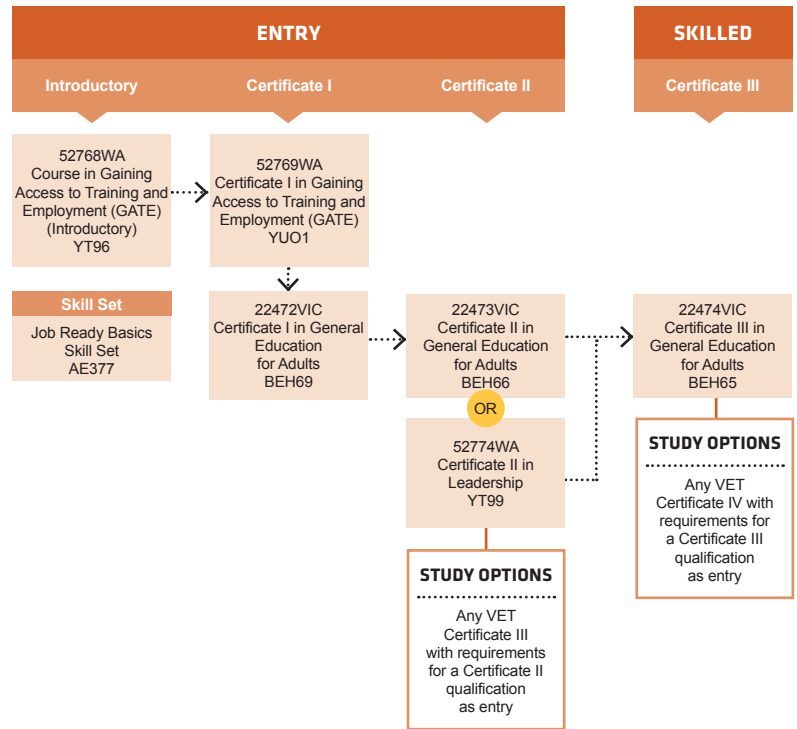 ENTRY
SKILLED
Introductory
Certificate I
Certificate II
Certificate III
52768WA
Course in Gaining
Access to Training and
Employment (GATE)
(Introductory)
YT96
52769WA
Certificate I in Gaining
Access to Training and
Employment (GATE)
YUO1
Skill Set
Job Ready Basics
Skill Set
AE377
22472VIC
Certificate I in General
Education
for Adults
BEH69
22473VIC
Certificate II in
General Education
for Adults
BEH66
OR
52774WA
Certificate II in
Leadership
YT99
STUDY OPTIONS
Any VET
Certificate III
with requirements
for a Certificate II
qualification
as entry
22474VIC
Certificate III in
General Education
for Adults
BEH65
STUDY OPTIONS
Any VET
Certificate IV with
requirements for
a Certificate III
qualification
as entry